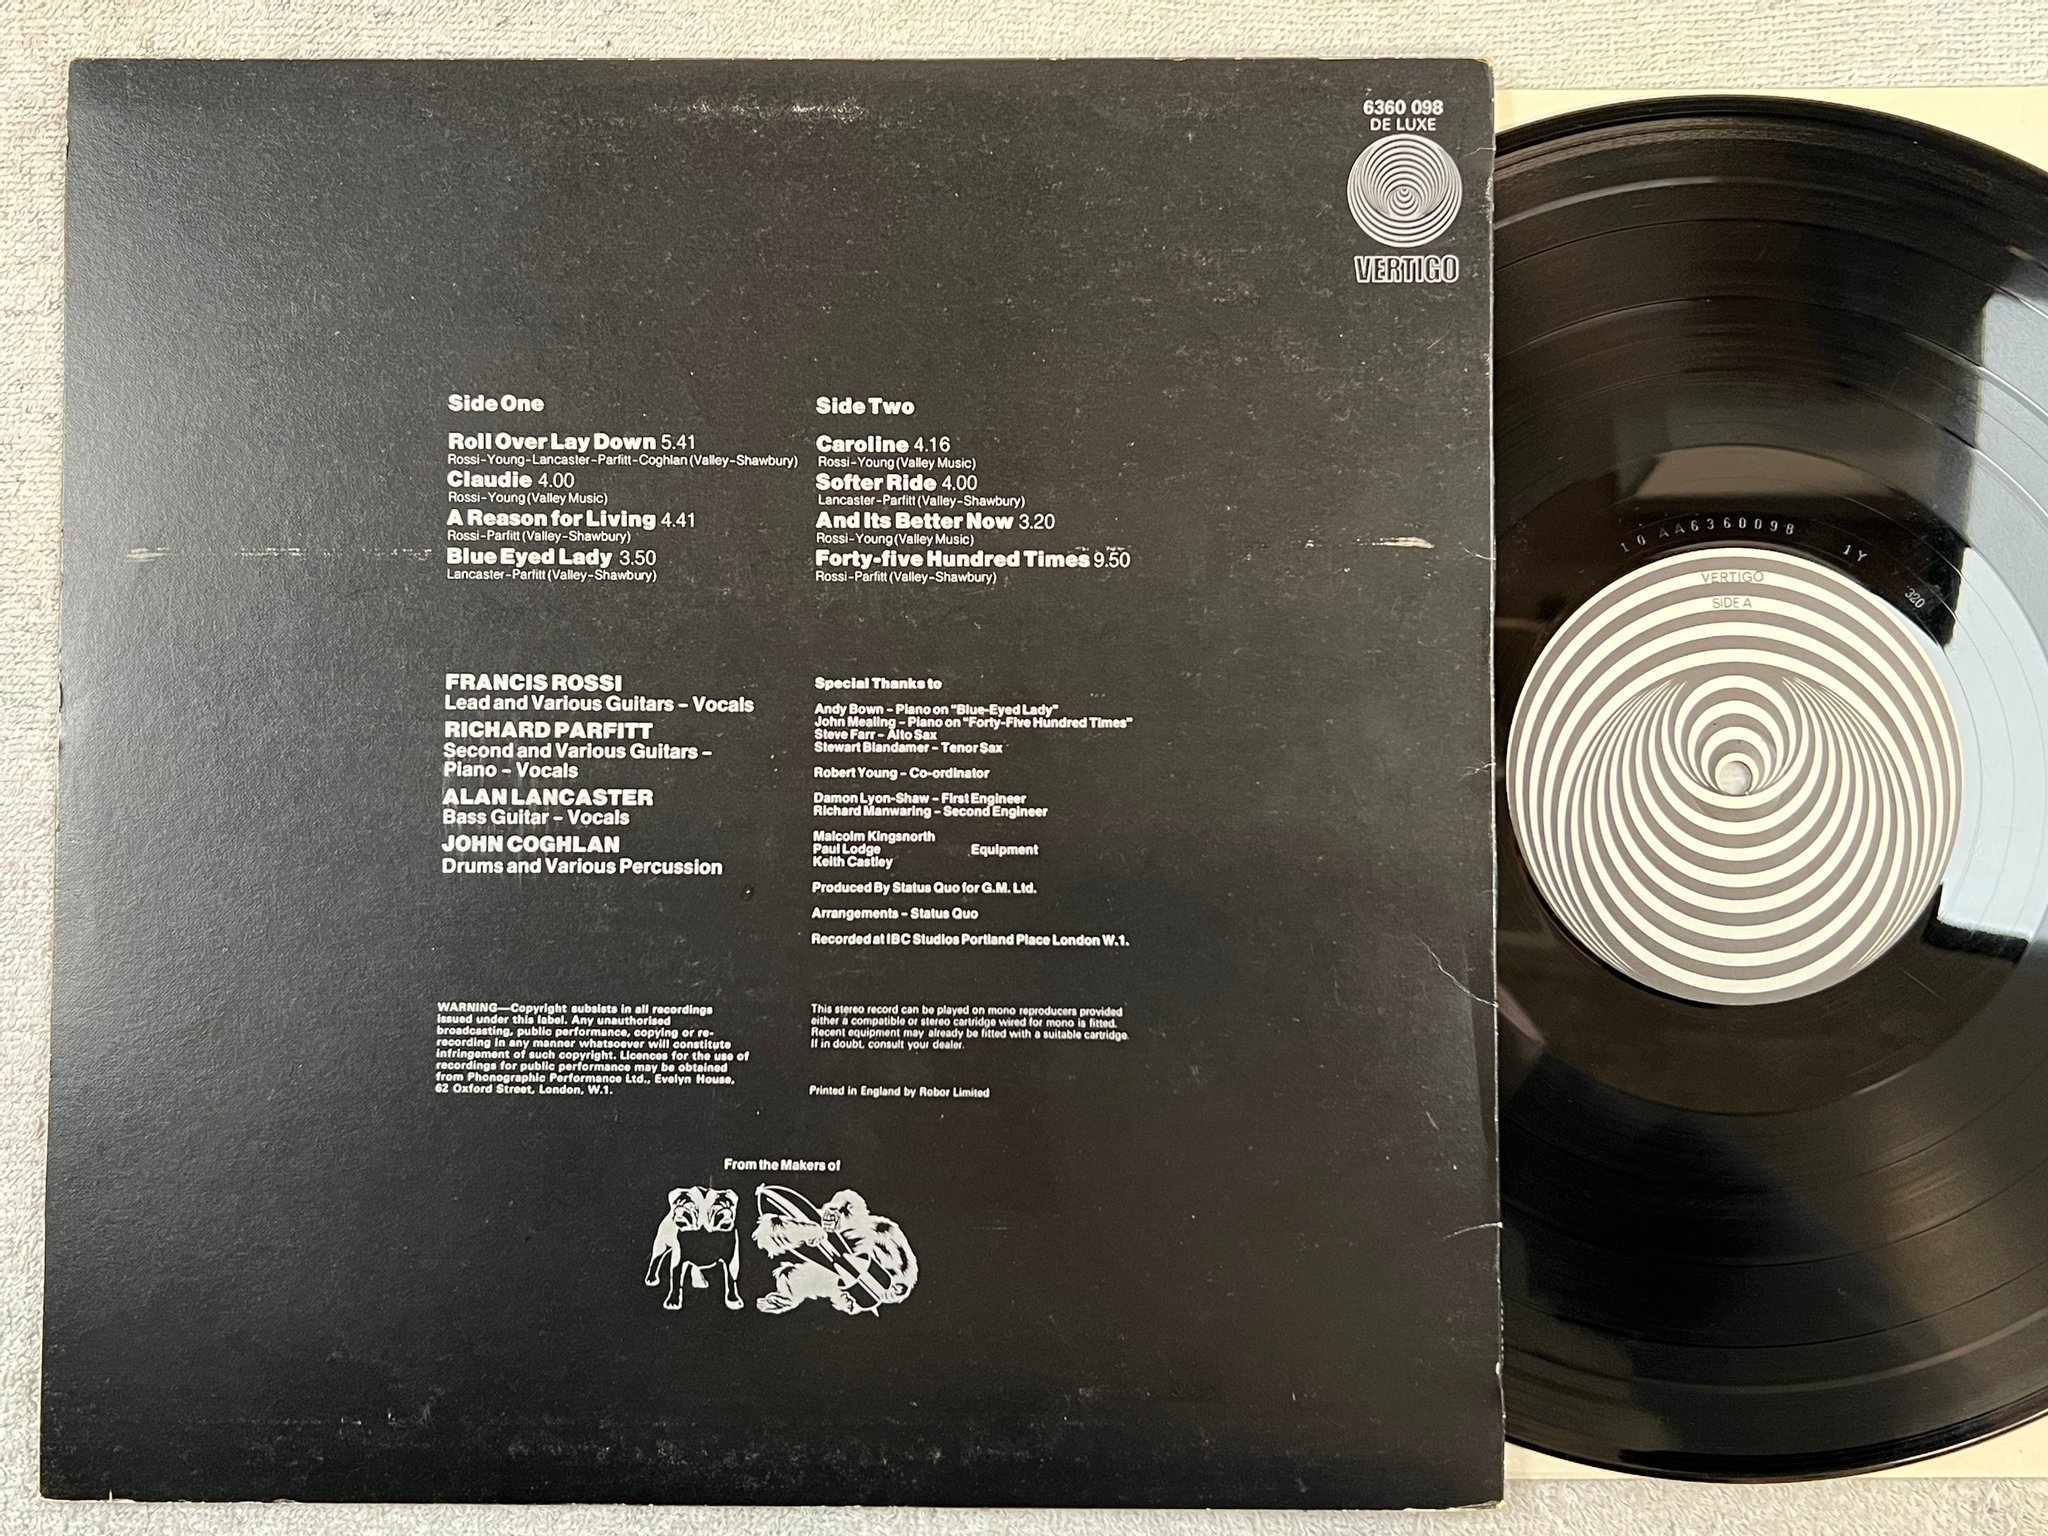 6360 098
DE LUXE
VERTIGO
Side One
Roll Over Lay Down 5.41
Rossi-Young-Lancaster-Parfitt-Coghlan (Valley-Shawbury)
Claudie 4.00
Rossi-Young (Valley Music)
A Reason for Living 4.41
Rossi-Parfitt (Valley-Shawbury)
Blue Eyed Lady 3.50
Lancaster-Parfitt (Valley-Shawbury)
Side Two
Caroline 4.16
Rossi-Young (Valley Music)
Softer Ride 4.00
Lancaster-Parfitt (Valley-Shawbury)
And Its Better Now 3.20
Rossi-Young (Valley Music)
Forty-five Hundred Times 9.50
Rossi-Parfitt (Valley-Shawbury)
FRANCIS ROSSI
Lead and Various Guitars – Vocals
RICHARD PARFITT
Second and Various Guitars –
Piano – Vocals
ALAN LANCASTER
Bass Guitar – Vocals
JOHN COGHLAN
Drums and Various Percussion
Special Thanks to
Andy Bown – Piano on "Blue-Eyed Lady"
John Mealing – Piano on "Forty-Five Hundred Times"
Steve Farr – Alto Sax
Stewart Blandamer – Tenor Sax
Robert Young – Co-ordinator
Damon Lyon-Shaw – First Engineer
Richard Manwaring – Second Engineer
Malcolm Kingsnorth
Paul Lodge Equipment
Keith Castley
Produced By Status Quo for G.M. Ltd.
Arrangements – Status Quo
Recorded at IBC Studios Portland Place London W.1.
WARNING—Copyright subsists in all recordings
issued under this label. Any unauthorised
broadcasting, public performance, copying or re-
recording in any manner whatsoever will constitute
infringement of such copyright. Licences for the use of
recordings for public performance may be obtained
from Phonographic Performance Ltd., Evelyn House,
62 Oxford Street, London, W.1.
This stereo record can be played on mono reproducers provided
either a compatible or stereo cartridge wired for mono is fitted.
Recent equipment may already be fitted with a suitable cartridge.
If in doubt, consult your dealer.
Printed in England by Robor Limited
From the Makers of
10 AA6360098 1Y 320
VERTIGO
SIDE A